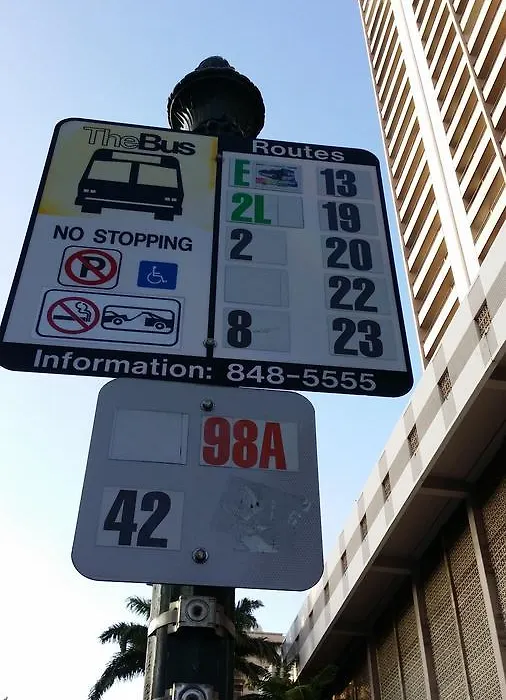 TheBus
NO STOPPING
P
Information: 848-5555
Routes
E 13
2L 19
2 20
22
8 23
98A
42